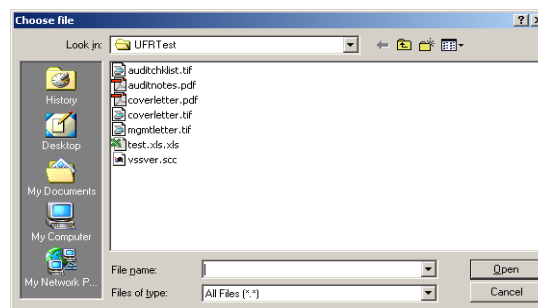 Choose file
Look in:
UFRTest
History
Desktop
My Documents
My Computer
My Network P...
auditchklist.tif
auditnotes.pdf
coverletter.pdf
coverletter.tif
mgmtletter.tif
test.xls.xls
vssver.scc
File name:
Open
Files of type:
All Files (*.*)
Cancel